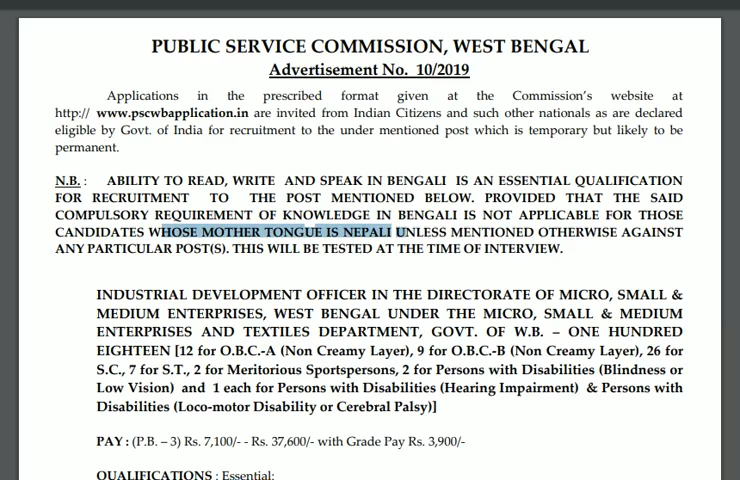 PUBLIC SERVICE COMMISSION, WEST BENGAL
Advertisement No. 10/2019
Applications in the prescribed format given at the Commission's website at
http:// www.pscwbapplication.in are invited from Indian Citizens and such other nationals as are declared
eligible by Govt. of India for recruitment to the under mentioned post which is temporary but likely to be
permanent.
N.B. : ABILITY TO READ, WRITE AND SPEAK IN BENGALI IS AN ESSENTIAL QUALIFICATION
FOR RECRUITMENT TO THE POST MENTIONED BELOW. PROVIDED THAT THE SAID
COMPULSORY REQUIREMENT OF KNOWLEDGE IN BENGALI IS NOT APPLICABLE FOR THOSE
CANDIDATES WHOSE MOTHER TONGUE IS NEPALI UNLESS MENTIONED OTHERWISE AGAINST
ANY PARTICULAR POST(S). THIS WILL BE TESTED AT THE TIME OF INTERVIEW.
INDUSTRIAL DEVELOPMENT OFFICER IN THE DIRECTORATE OF MICRO, SMALL &
MEDIUM ENTERPRISES, WEST BENGAL UNDER THE MICRO, SMALL & MEDIUM
ENTERPRISES AND TEXTILES DEPARTMENT, GOVT. OF W.B. – ONE HUNDRED
EIGHTEEN [12 for O.B.C.-A (Non Creamy Layer), 9 for O.B.C-B (Non Creamy Layer), 26 for
S.C., 7 for S.T., 2 for Meritorious Sportspersons, 2 for Persons with Disabilities (Blindness or
Low Vision) and 1 each for Persons with Disabilities (Hearing Impairment) & Persons with
Disabilities (Loco-motor Disability or Cerebral Palsy)]
PAY : (P.B. – 3) Rs. 7,100/- - Rs. 37,600/- with Grade Pay Rs. 3,900/-
QUALIFICATIONS : Essential: